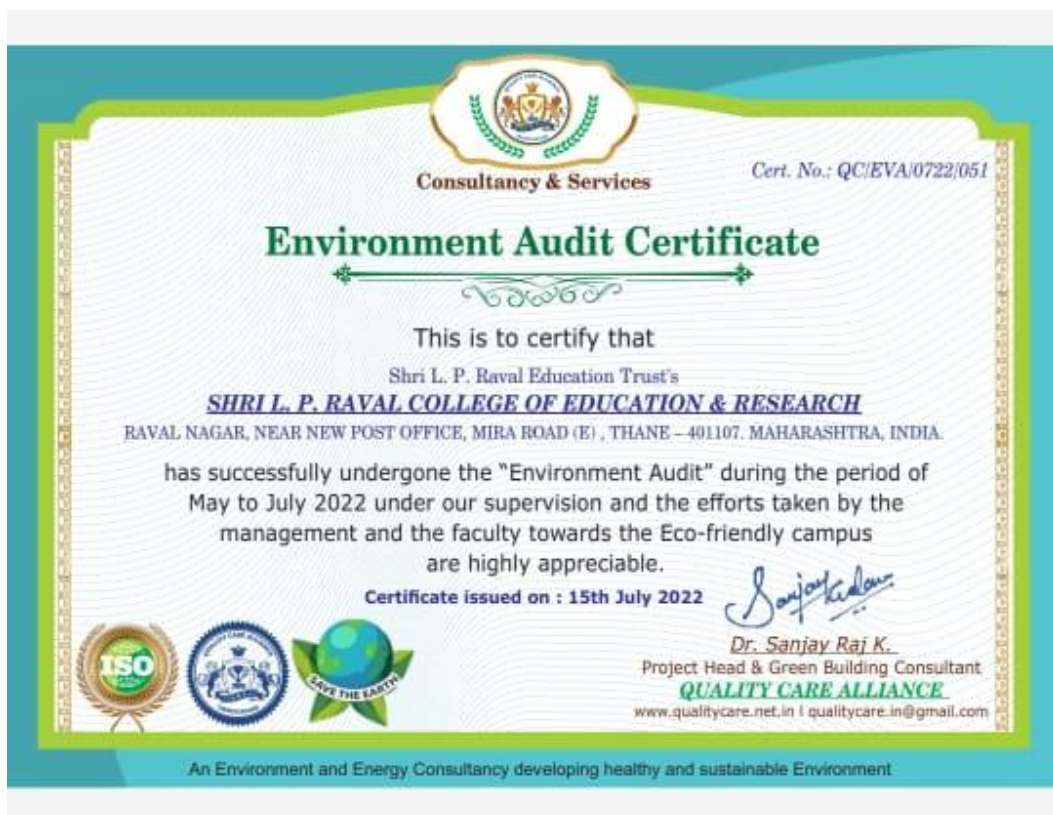 Consultancy & Services
Cert. No.: QC/EVA/0722/051
Environment Audit Certificate
This is to certify that
Shri L. P. Raval Education Trust's
SHRI L. P. RAVAL COLLEGE OF EDUCATION & RESEARCH
RAVAL NAGAR, NEAR NEW POST OFFICE, MIRA ROAD (E) , THANE – 401107. MAHARASHTRA, INDIA.
has successfully undergone the “Environment Audit” during the period of
May to July 2022 under our supervision and the efforts taken by the
management and the faculty towards the Eco-friendly campus
are highly appreciable.
Certificate issued on : 15th July 2022
ISO
QUALITY CARE ALLIANCE
SAVE THE EARTH
Dr. Sanjay Raj K.
Project Head & Green Building Consultant
QUALITY CARE ALLIANCE
www.qualitycare.net.in I qualitycare.in@gmail.com
An Environment and Energy Consultancy developing healthy and sustainable Environment